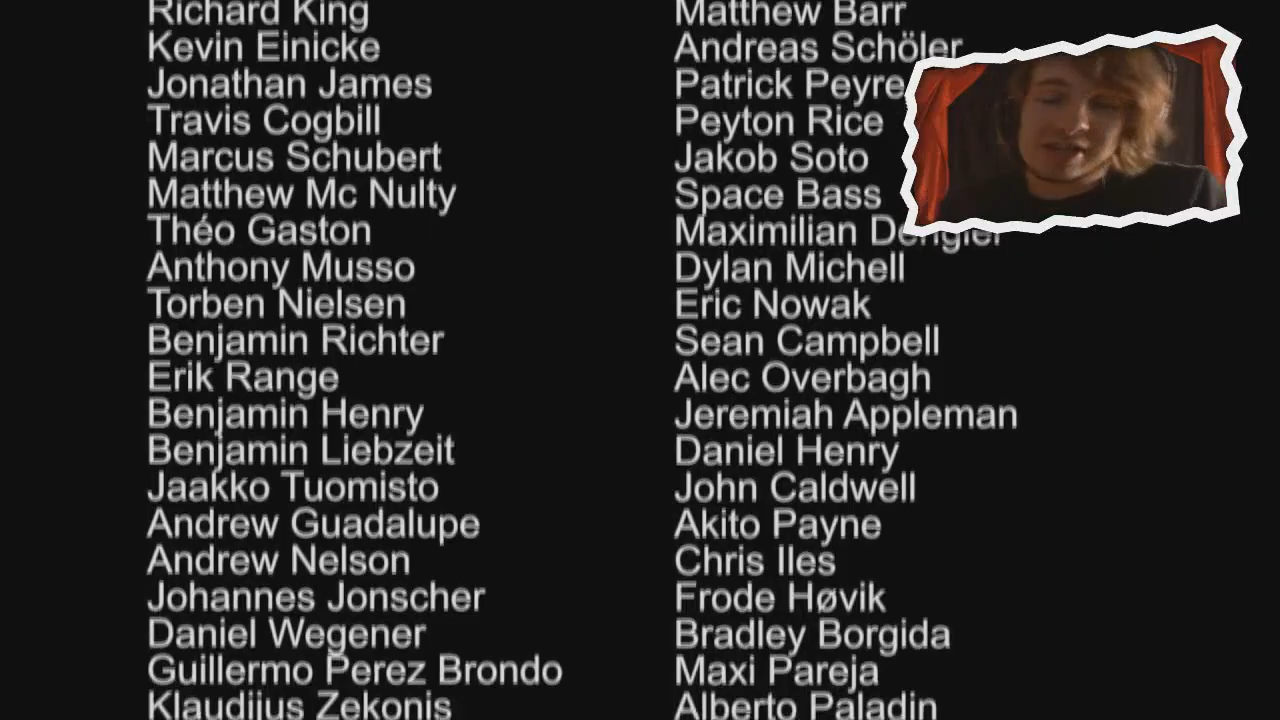 Richard King
Kevin Einicke
Jonathan James
Travis Cogbill
Marcus Schubert
Matthew Mc Nulty
Théo Gaston
Anthony Musso
Torben Nielsen
Benjamin Richter
Erik Range
Benjamin Henry
Benjamin Liebzeit
Jaakko Tuomisto
Andrew Guadalupe
Andrew Nelson
Johannes Jonscher
Daniel Wegener
Guillermo Perez Brondo
Klaudijus Zekonis
Matthew Barr
Andreas Schöler
Patrick Peyre
Peyton Rice
Jakob Soto
Space Bass
Maximilian
Dylan Michell
Eric Nowak
Sean Campbell
Alec Overbagh
Jeremiah Appleman
Daniel Henry
John Caldwell
Akito Payne
Chris Iles
Frode Høvik
Bradley Borgida
Maxi Pareja
Alberto Paladin